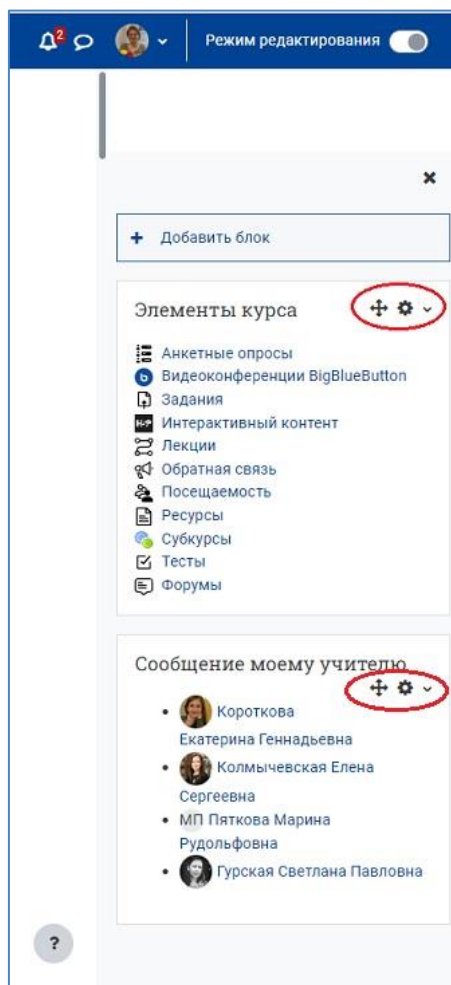 2
Режим редактирования
Добавить блок
Элементы курса
Анкетные опросы
Видеоконференции BigBlueButton
Задания
H-P Интерактивный контент
Лекции
Обратная связь
Посещаемость
Ресурсы
Субкурсы
Тесты
Форумы
Сообщение моему учителю
Короткова
Екатерина Геннадьевна
Колмычевская Елена
Сергеевна
МП Пяткова Марина
Рудольфовна
Гурская Светлана Павловна
?